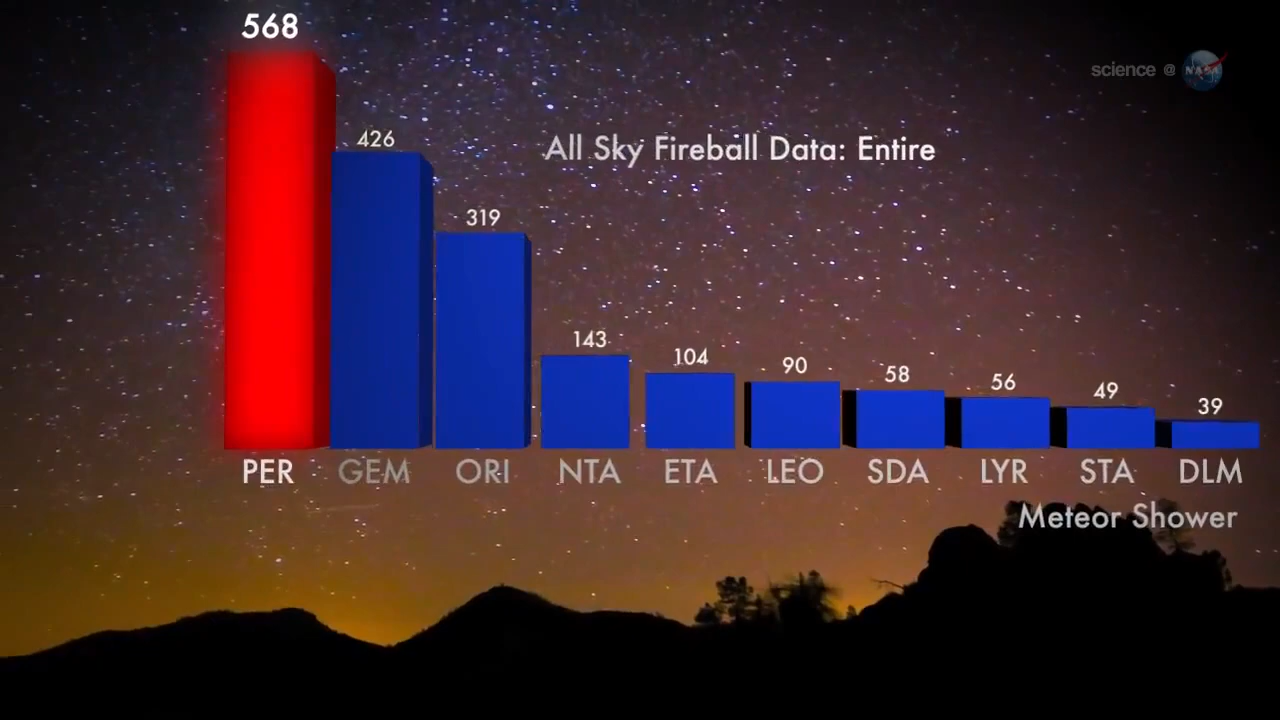 568
science @ NASA
426
All Sky Fireball Data: Entire
319
143
104
90
58
56
49
39
PER GEM ORI NTA ETA LEO SDA LYR STA DLM
Meteor Shower